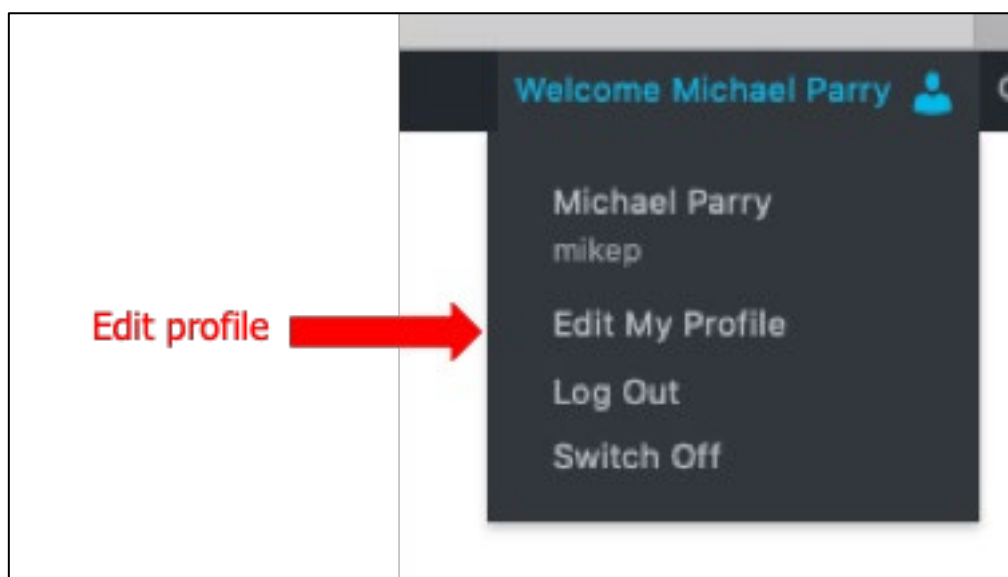 Welcome Michael Parry
Michael Parry
mikep
Edit profile
Edit My Profile
Log Out
Switch Off